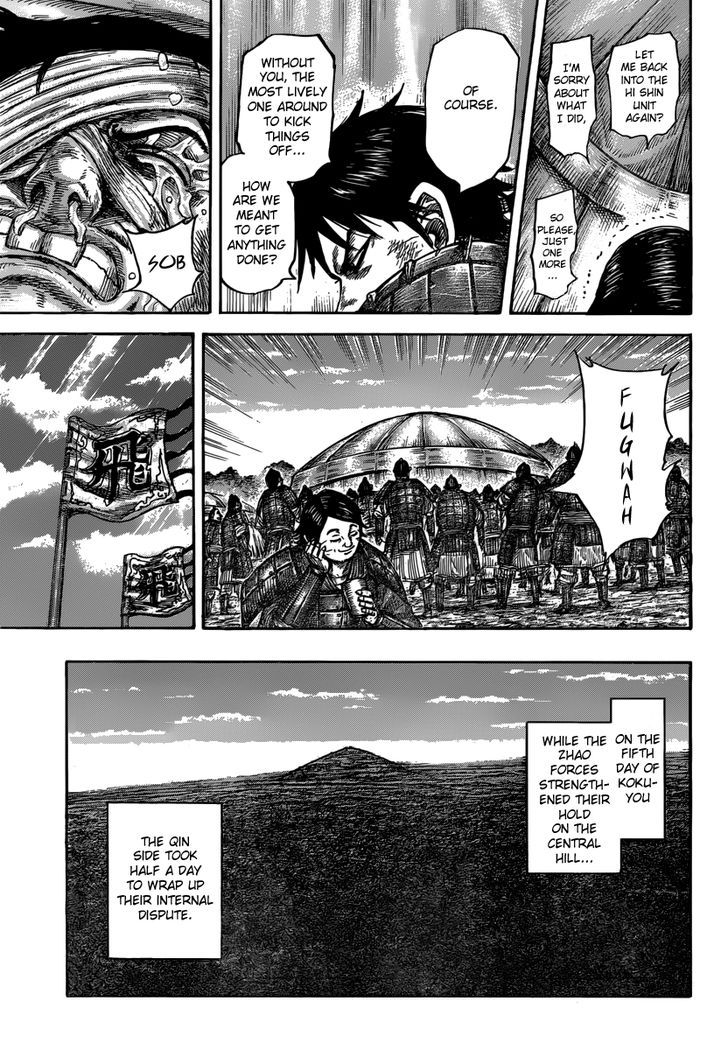 I'M
SORRY
ABOUT
WHAT
I DID,
LET
ME BACK
INTO THE
HI SHIN
UNIT
AGAIN?
SO
PLEASE,
JUST
ONE
MORE
...
OF
COURSE.
WITHOUT
YOU, THE
MOST LIVELY
ONE AROUND
TO KICK
THINGS
OFF...
HOW
ARE WE
MEANT
TO GET
ANYTHING
DONE?
SOB
FUGWAH
飛
飛
ON THE
FIFTH
DAY OF
KOKU-
YOU
WHILE THE
ZHAO
FORCES
STRENGTH-
ENED THEIR
HOLD
ON THE
CENTRAL
HILL...
THE QIN
SIDE TOOK
HALF A DAY
TO WRAP UP
THEIR INTERNAL
DISPUTE.